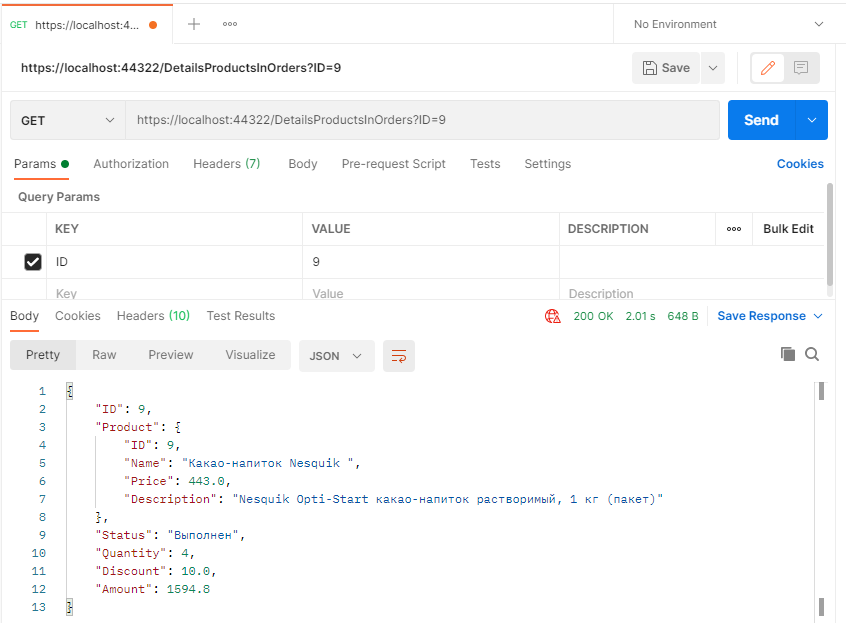 GET https://localhost:4... No Environment
https://localhost:44322/DetailsProductsInOrders?ID=9 Save
GET https://localhost:44322/DetailsProductsInOrders?ID=9 Send
Params Authorization Headers (7) Body Pre-request Script Tests Settings Cookies
Query Params
KEY VALUE DESCRIPTION Bulk Edit
ID 9
Key Value Description
Body Cookies Headers (10) Test Results 200 OK 2.01 s 648 B Save Response
Pretty Raw Preview Visualize JSON
1 {
2 "ID": 9,
3 "Product": {
4 "ID": 9,
5 "Name": "Какао-напиток Nesquik ",
6 "Price": 443.0,
7 "Description": "Nesquik Opti-Start какао-напиток растворимый, 1 кг (пакет)"
8 },
9 "Status": "Выполнен",
10 "Quantity": 4,
11 "Discount": 10.0,
12 "Amount": 1594.8
13 }